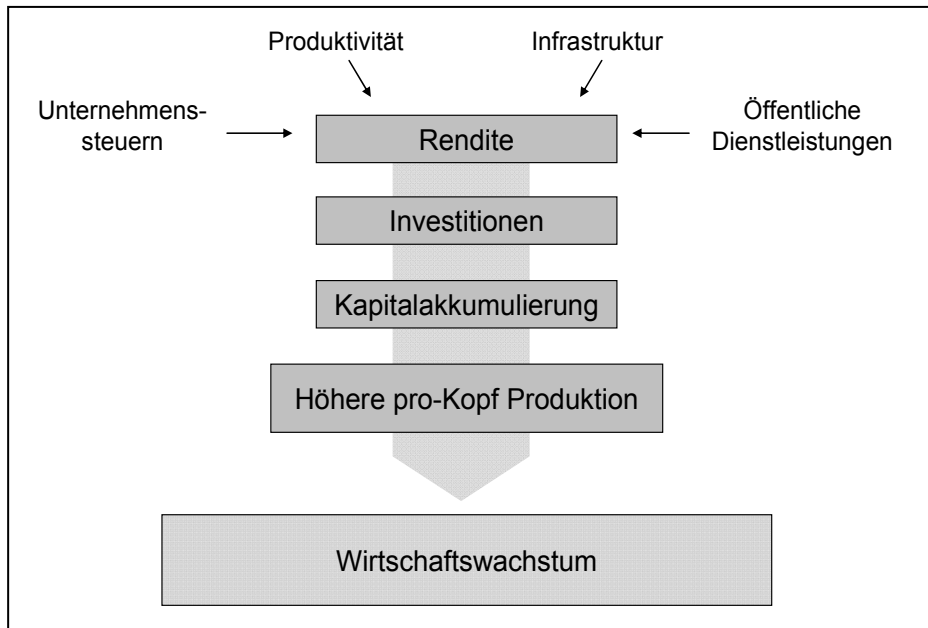 Produktivität
Infrastruktur
Unternehmens-
steuern
Öffentliche
Dienstleistungen
Rendite
Investitionen
Kapitalakkumulierung
Höhere pro-Kopf Produktion
Wirtschaftswachstum